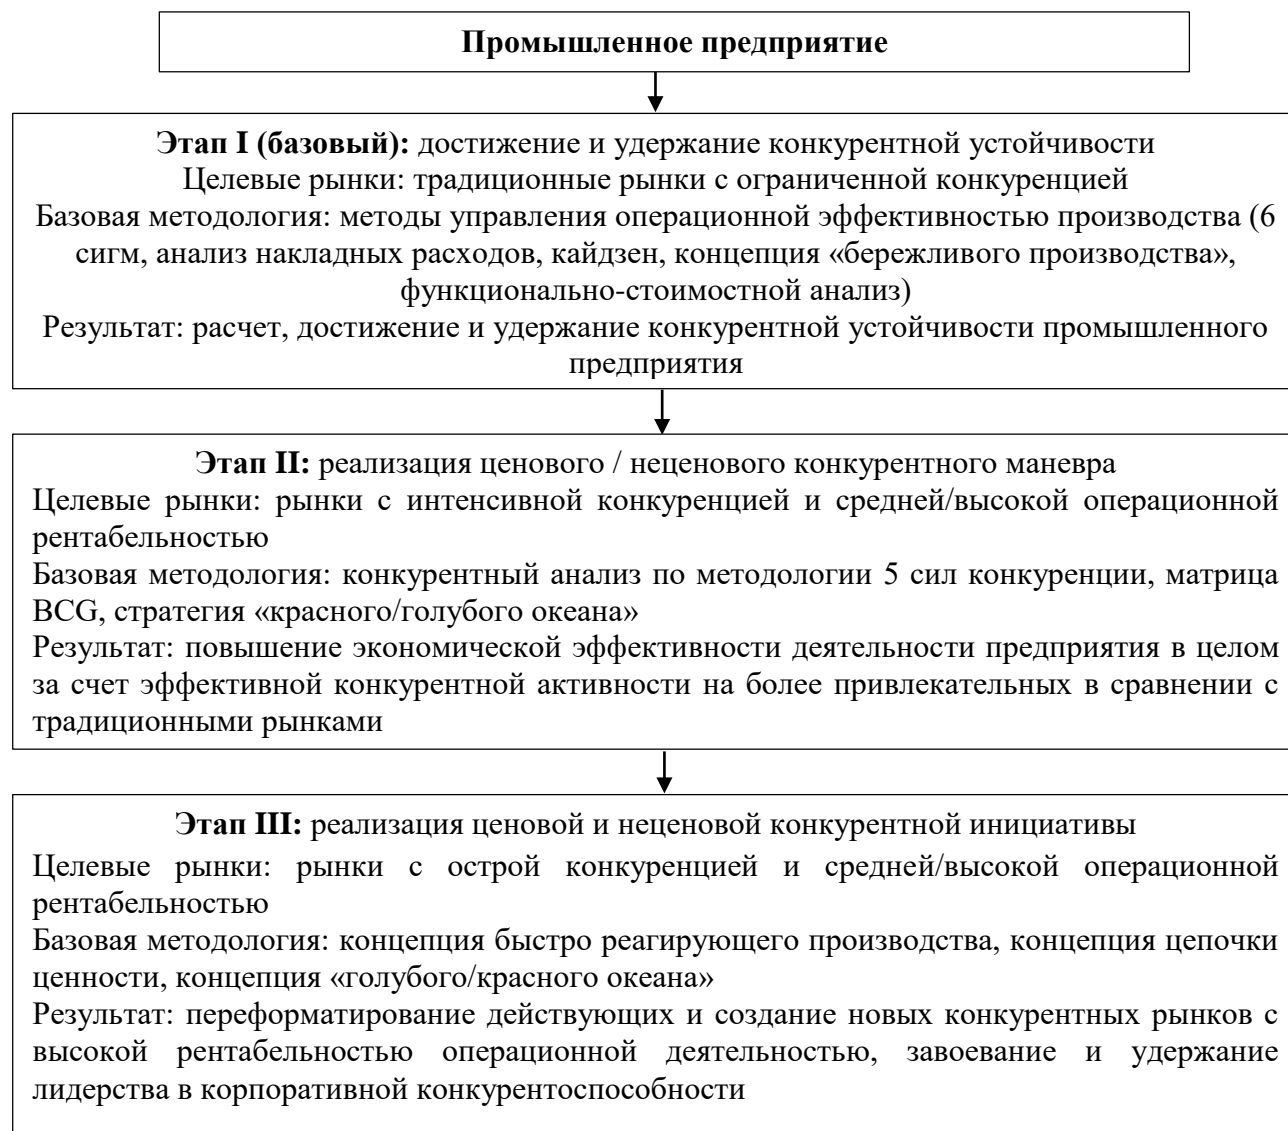 Промышленное предприятие
Этап I (базовый): достижение и удержание конкурентной устойчивости
Целевые рынки: традиционные рынки с ограниченной конкуренцией
Базовая методология: методы управления операционной эффективностью производства (6
сигм, анализ накладных расходов, кайдзен, концепция «бережливого производства»,
функционально-стоимостной анализ)
Результат: расчет, достижение и удержание конкурентной устойчивости промышленного
предприятия
Этап II: реализация ценового / неценового конкурентного маневра
Целевые рынки: рынки с интенсивной конкуренцией и средней/высокой операционной
рентабельностью
Базовая методология: конкурентный анализ по методологии 5 сил конкуренции, матрица
BCG, стратегия «красного/голубого океана»
Результат: повышение экономической эффективности деятельности предприятия в целом
за счет эффективной конкурентной активности на более привлекательных в сравнении с
традиционными рынками
Этап III: реализация ценовой и неценовой конкурентной инициативы
Целевые рынки: рынки с острой конкуренцией и средней/высокой операционной
рентабельностью
Базовая методология: концепция быстро реагирующего производства, концепция цепочки
ценности, концепция «голубого/красного океана»
Результат: переформатирование действующих и создание новых конкурентных рынков с
высокой рентабельностью операционной деятельностью, завоевание и удержание
лидерства в корпоративной конкурентоспособности